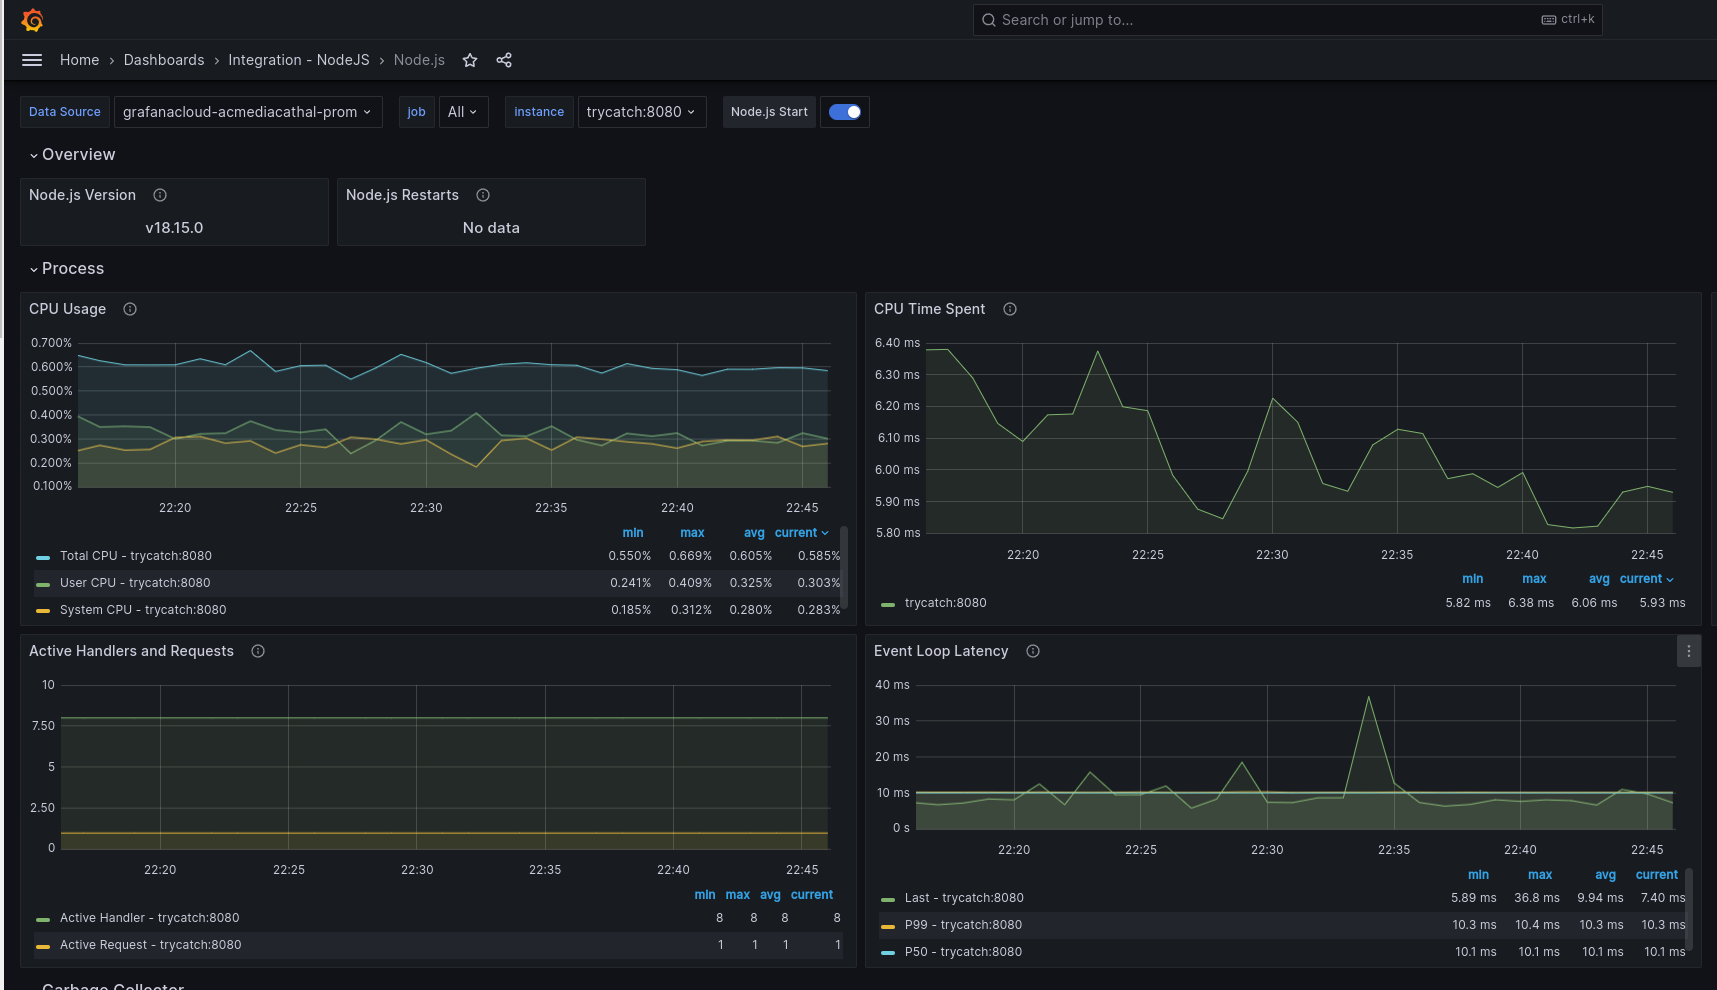 Search or jump to...
ctrl+k
Home › Dashboards › Integration - NodeJS › Node.js
Data Source grafanacloud-acmediacathal-prom job All instance trycatch:8080 Node.js Start
Overview
Node.js Version
v18.15.0
Node.js Restarts
No data
Process
CPU Usage
0.700%
0.600%
0.500%
0.400%
0.300%
0.200%
0.100%
22:20 22:25 22:30 22:35 22:40 22:45
min max avg current
Total CPU - trycatch:8080 0.550% 0.669% 0.605% 0.585%
User CPU - trycatch:8080 0.241% 0.409% 0.325% 0.303%
System CPU - trycatch:8080 0.185% 0.312% 0.280% 0.283%
CPU Time Spent
6.40 ms
6.30 ms
6.20 ms
6.10 ms
6.00 ms
5.90 ms
5.80 ms
22:20 22:25 22:30 22:35 22:40 22:45
min max avg current
trycatch:8080 5.82 ms 6.38 ms 6.06 ms 5.93 ms
Active Handlers and Requests
10
7.50
5
2.50
0
22:20 22:25 22:30 22:35 22:40 22:45
min max avg current
Active Handler - trycatch:8080 8 8 8 8
Active Request - trycatch:8080 1 1 1 1
Event Loop Latency
40 ms
30 ms
20 ms
10 ms
0 s
22:20 22:25 22:30 22:35 22:40 22:45
min max avg current
Last - trycatch:8080 5.89 ms 36.8 ms 9.94 ms 7.40 ms
P99 - trycatch:8080 10.3 ms 10.4 ms 10.3 ms 10.3 ms
P50 - trycatch:8080 10.1 ms 10.1 ms 10.1 ms 10.1 ms
Garbage Collector